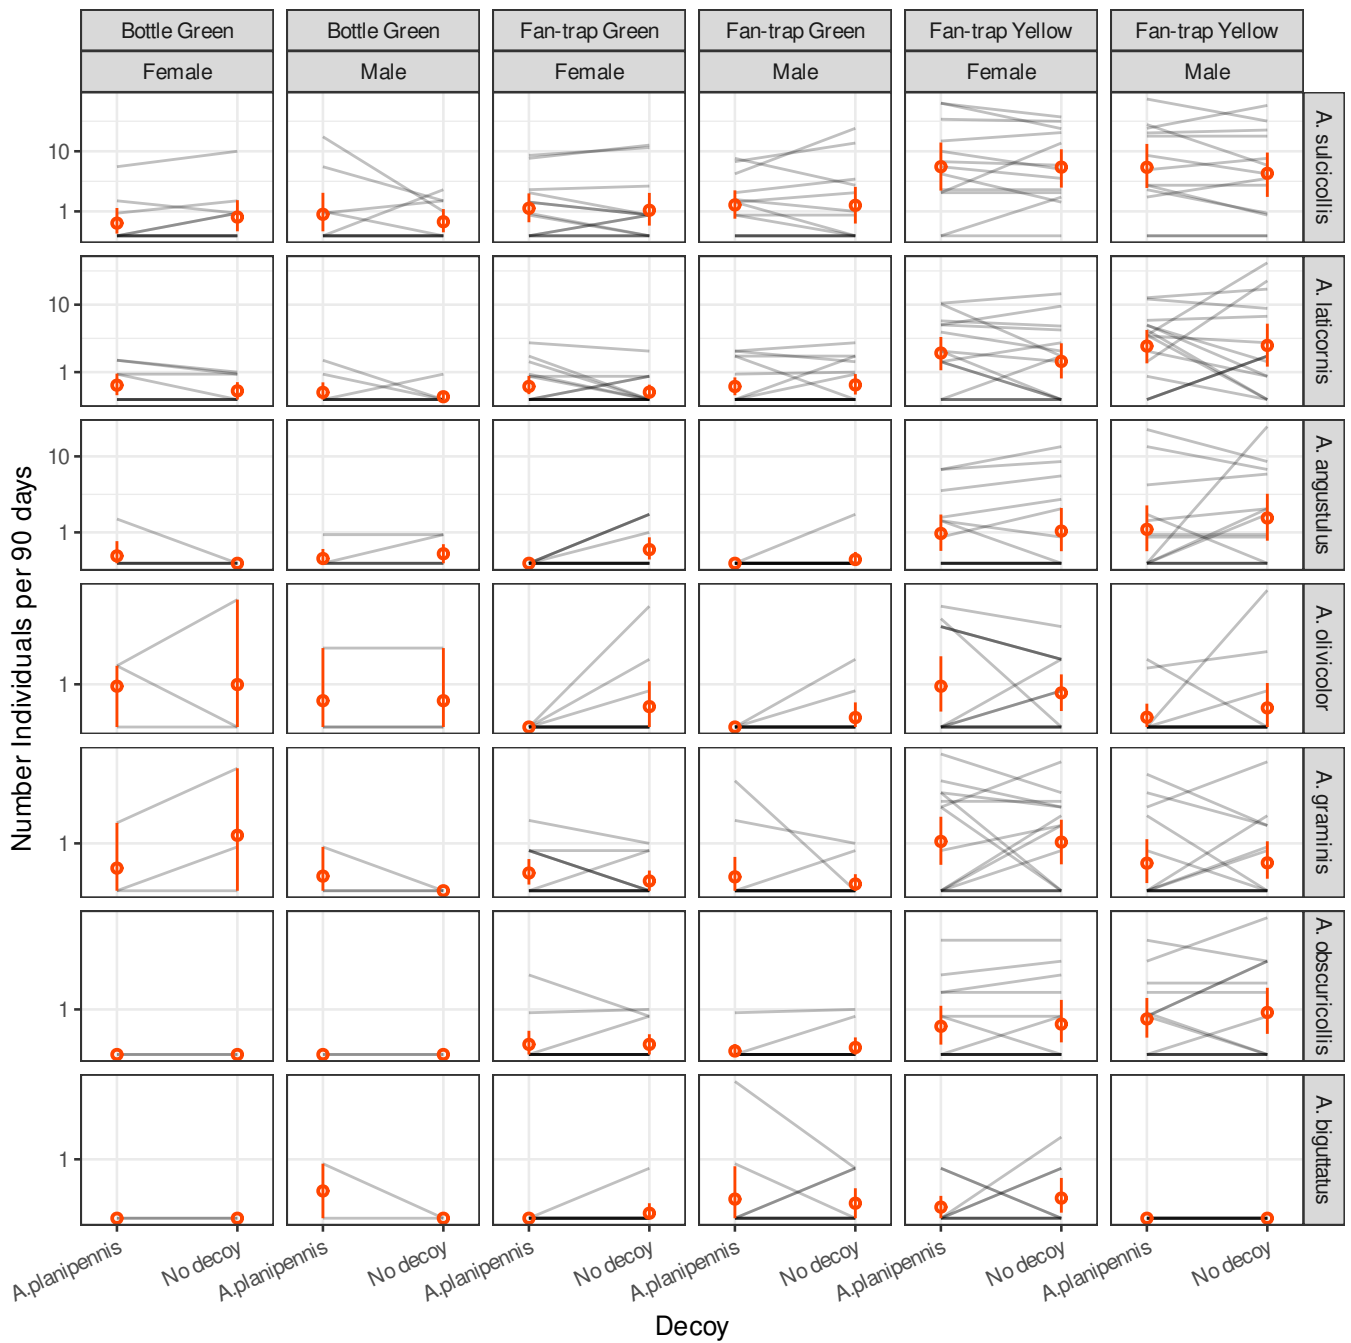 Bottle Green Bottle Green Fan-trap Green Fan-trap Green Fan-trap Yellow Fan-trap Yellow
Female Male Female Male Female Male
10
1
A. sulcicollis
10
1
A. laticornis
10
1
A. angustulus
1
A. olivicolor
1
A. graminis
1
A. obscuricollis
1
A. biguttatus
Number Individuals per 90 days
A.planipennis No decoy A.planipennis No decoy A.planipennis No decoy A.planipennis No decoy A.planipennis No decoy A.planipennis No decoy
Decoy